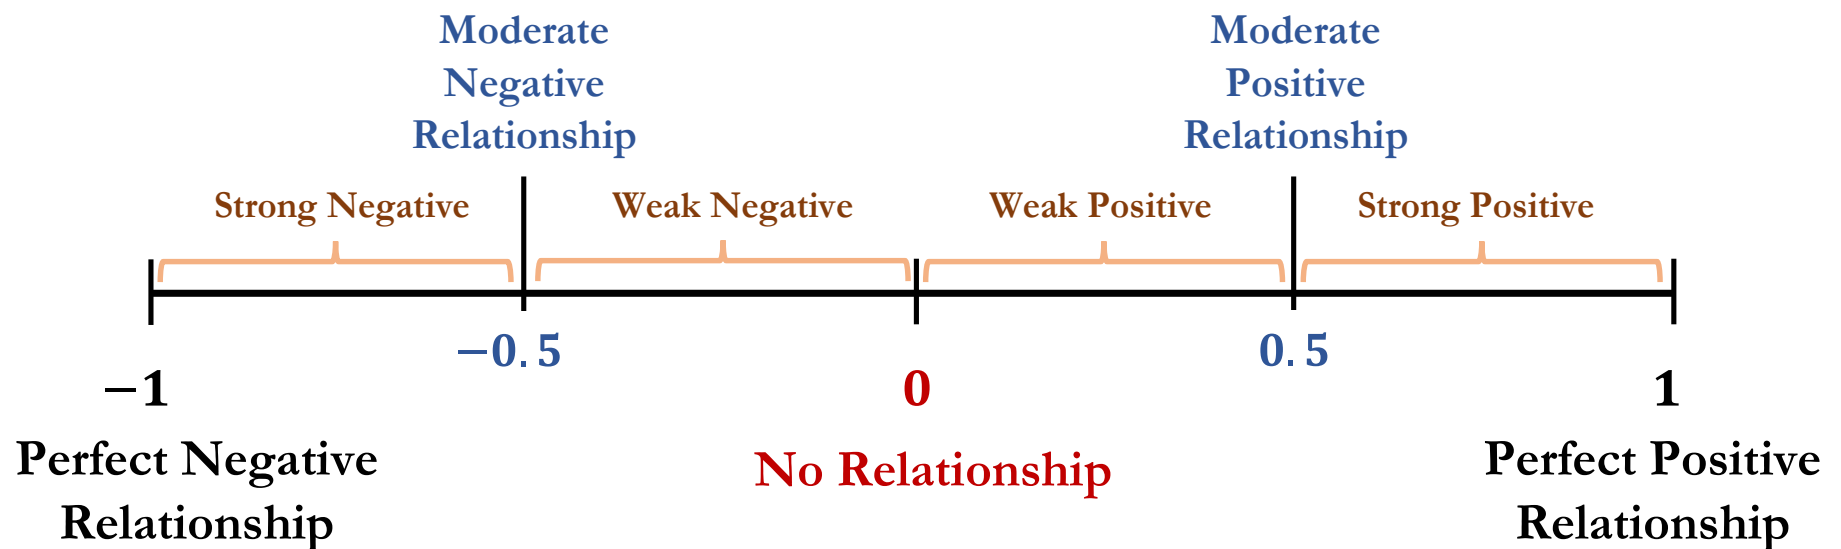 Moderate
Negative
Relationship
Moderate
Positive
Relationship
Strong Negative
Weak Negative
Weak Positive
Strong Positive
−0.5
0.5
−1
0
1
Perfect Negative
Relationship
No Relationship
Perfect Positive
Relationship